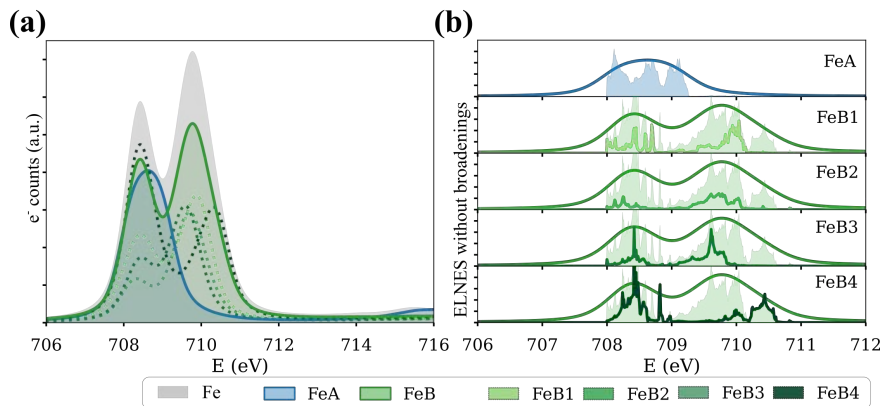 (a)
(b)
e⁻ counts (a.u.)
706 708 710 712 714 716
E (eV)
ELNES without broadenings
FeA
FeB1
FeB2
FeB3
FeB4
706 707 708 709 710 711 712
E (eV)
Fe FeA FeB FeB1 FeB2 FeB3 FeB4